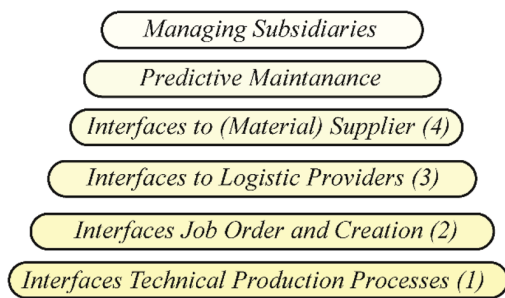 Managing Subsidiaries
Predictive Maintanance
Interfaces to (Material) Supplier (4)
Interfaces to Logistic Providers (3)
Interfaces Job Order and Creation (2)
Interfaces Technical Production Processes (1)